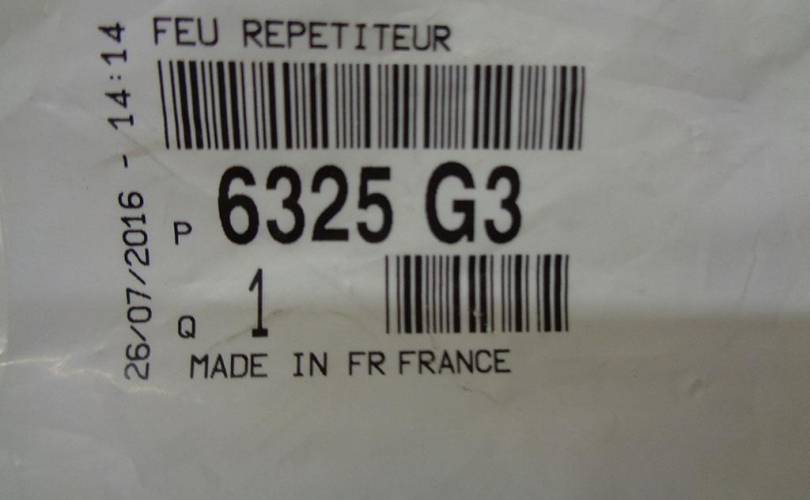 FEU REPETITEUR
P 6325 G3
Q 1
MADE IN FR FRANCE
26/07/2016 - 14:14